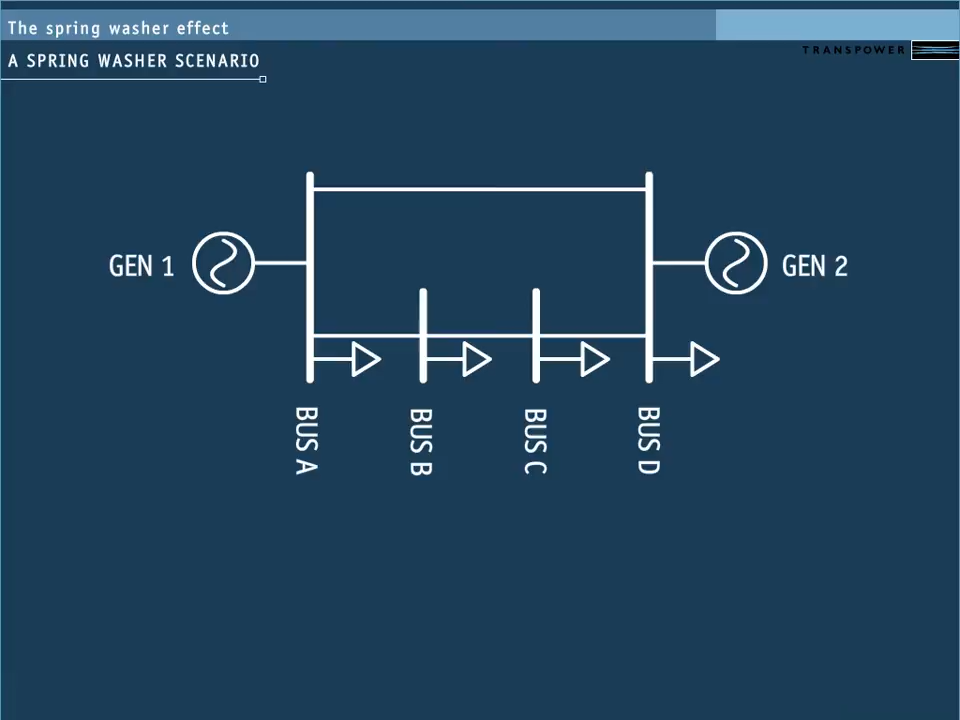 The spring washer effect
A SPRING WASHER SCENARIO
TRANSPOWER
GEN 1
GEN 2
BUS A
BUS B
BUS C
BUS D